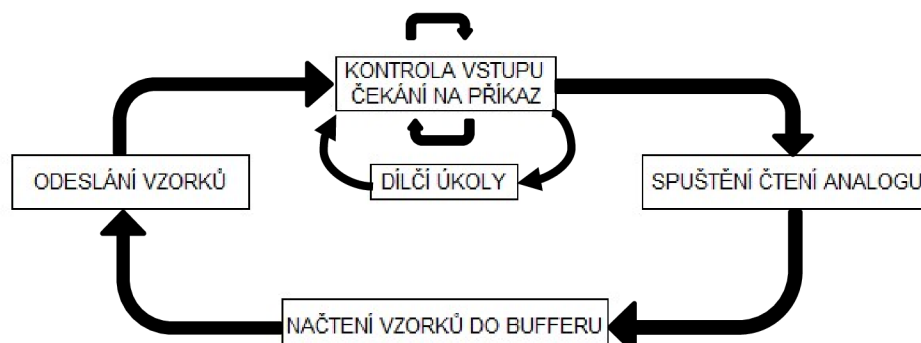 KONTROLA VSTUPU
ČEKÁNÍ NA PŘÍKAZ
ODESLÁNÍ VZORKŮ
DÍLČÍ ÚKOLY
SPUŠTĚNÍ ČTENÍ ANALOGU
NAČTENÍ VZORKŮ DO BUFFERU